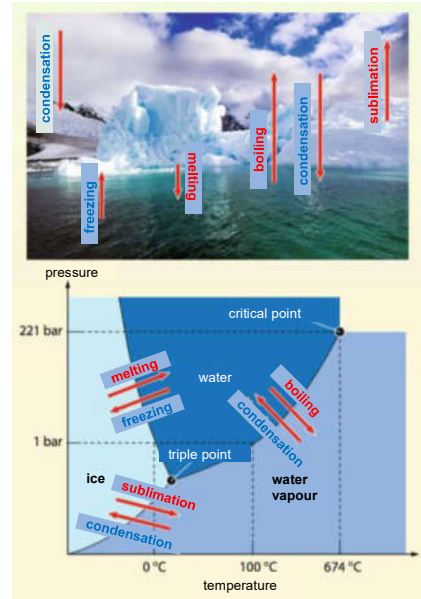 condensation
sublimation
boiling
condensation
melting
freezing
pressure
critical point
221 bar
melting
water
boiling
freezing
condensation
1 bar
triple point
ice
water
vapour
sublimation
condensation
0 °C
100 °C
674 °C
temperature